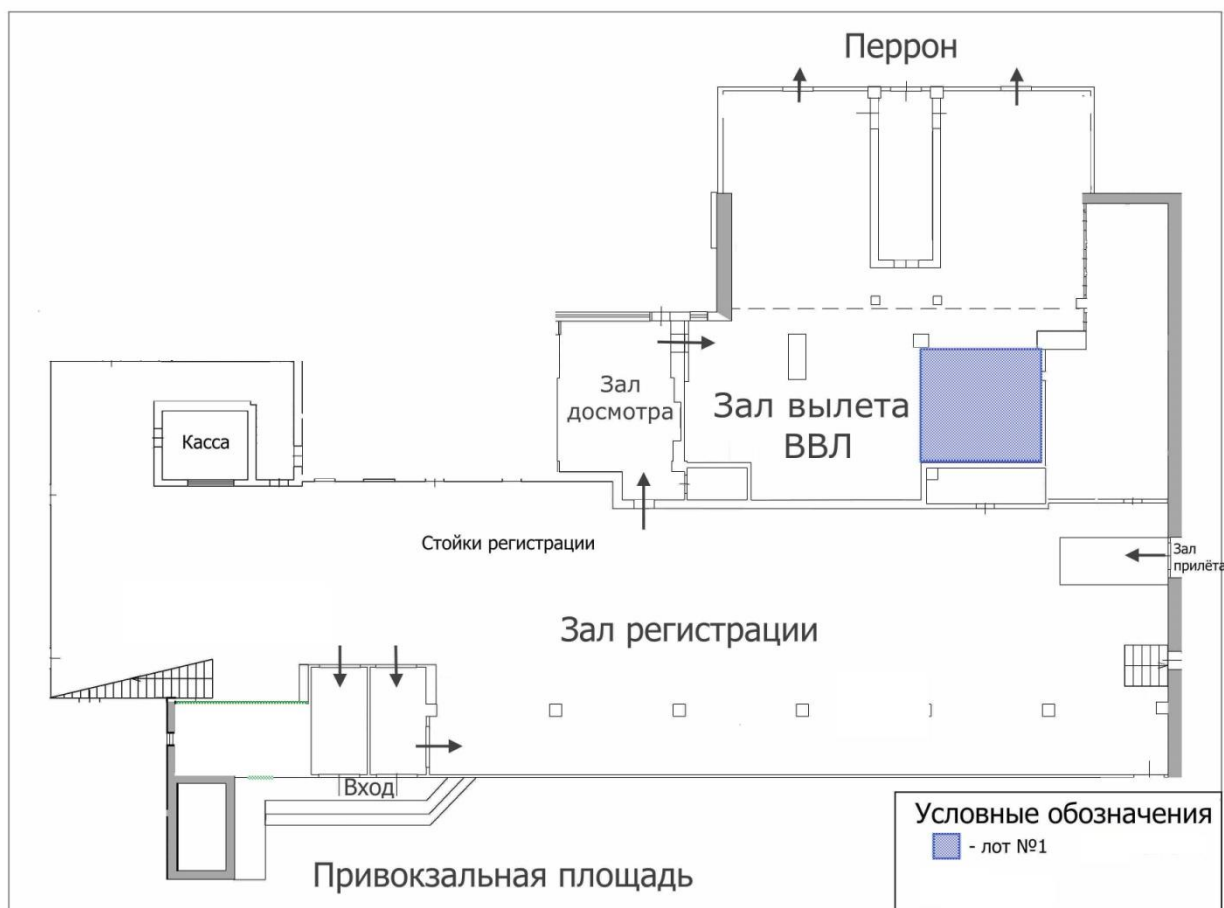 Перрон
Зал
досмотра
Зал вылета
ВВЛ
Касса
Стойки регистрации
Зал
прилёта
Зал регистрации
Вход
Условные обозначения
- лот №1
Привокзальная площадь